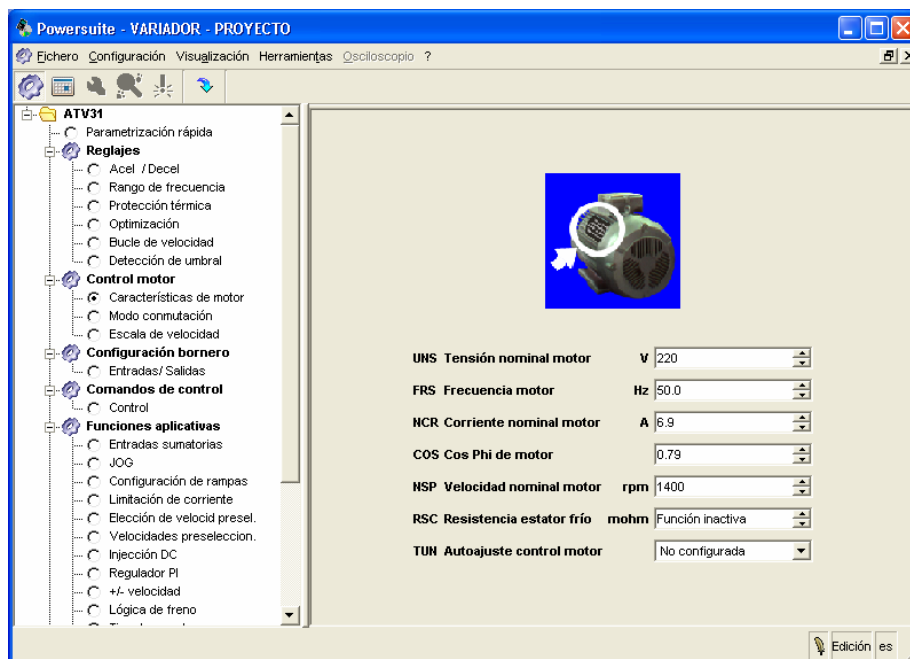 Powersuite - VARIADOR - PROYECTO
Fichero Configuración Visualización Herramientas Osciloscopio ?
ATV31
Parametrización rápida
Reglajes
Acel / Decel
Rango de frecuencia
Protección térmica
Optimización
Bucle de velocidad
Detección de umbral
Control motor
Características de motor
Modo conmutación
Escala de velocidad
Configuración bornero
Entradas/ Salidas
Comandos de control
Control
Funciones aplicativas
Entradas sumatorias
JOG
Configuración de rampas
Limitación de corriente
Elección de velocid presel.
Velocidades preseleccion.
Injección DC
Regulador PI
+/- velocidad
Lógica de freno
UNS Tensión nominal motor V 220
FRS Frecuencia motor Hz 50.0
NCR Corriente nominal motor A 6.9
COS Cos Phi de motor 0.79
NSP Velocidad nominal motor rpm 1400
RSC Resistencia estator frío mohm Función inactiva
TUN Autoajuste control motor No configurada
Edición es